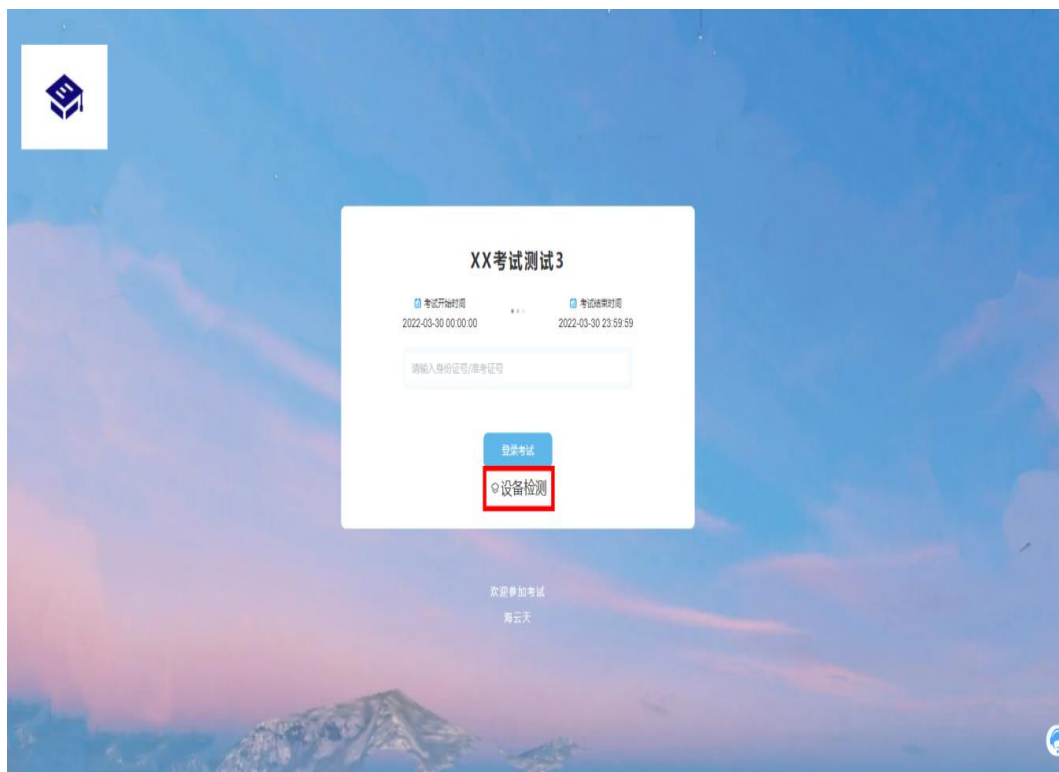 XX考试测试3
考试开始时间
考试结束时间
2022-03-30 00:00:00
2022-03-30 23:59:59
请输入身份证号/准考证号
登录考试
设备检测
欢迎参加考试
海云天